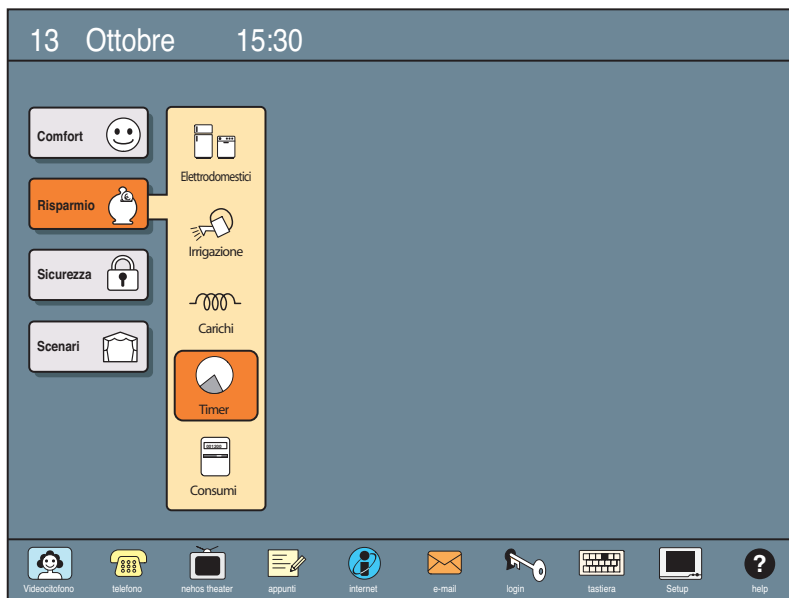 13 Ottobre 15:30
Comfort
Risparmio
Sicurezza
Scenari
Elettrodomestici
Irrigazione
Carichi
Timer
001200
Consumi
Videocitofono telefono nehos theater appunti internet e-mail login tastiera Setup help